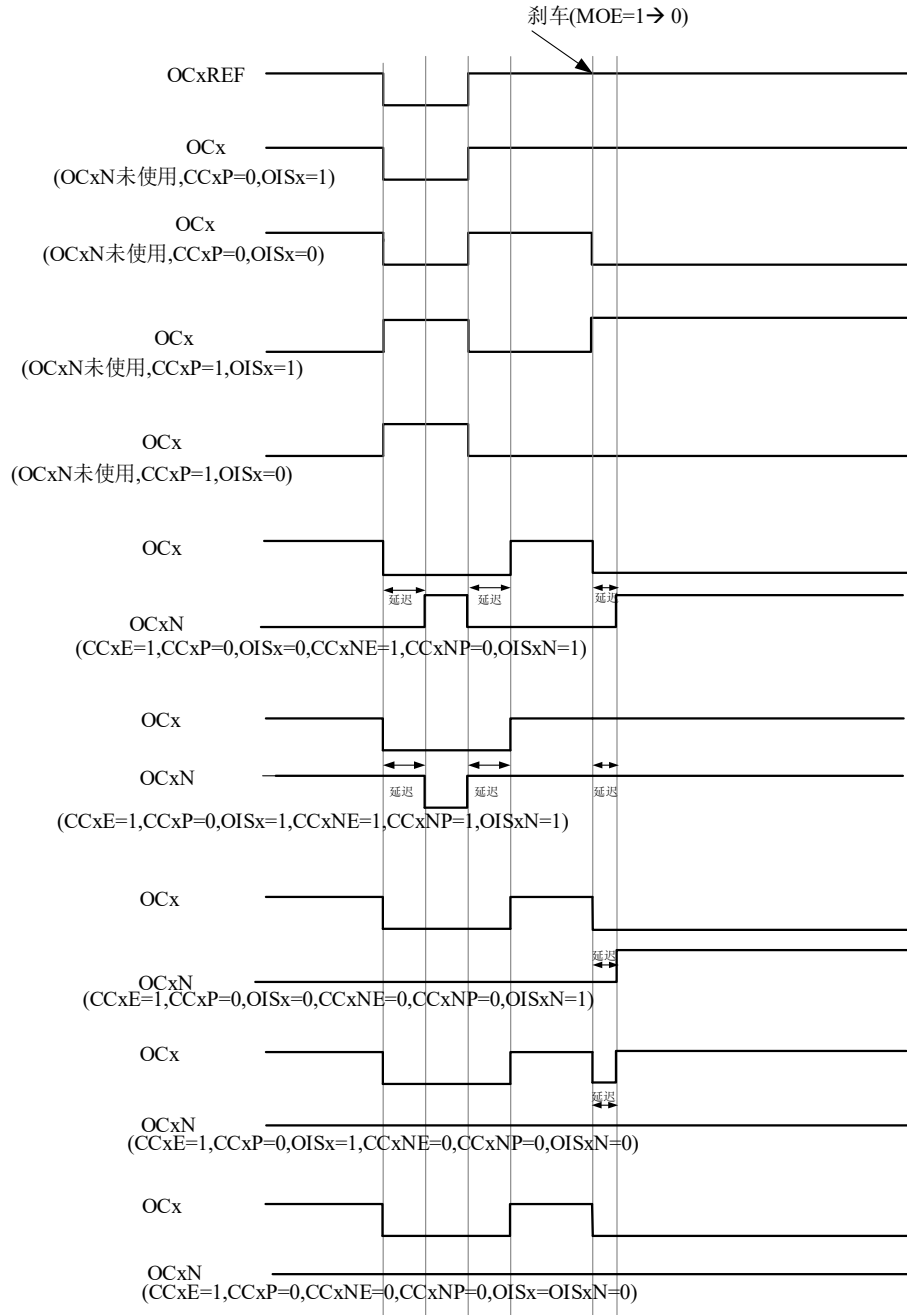 刹车(MOE=1→ 0)
OCxREF
OCx
(OCxN未使用,CCxP=0,OISx=1)
OCx
(OCxN未使用,CCxP=0,OISx=0)
OCx
(OCxN未使用,CCxP=1,OISx=1)
OCx
(OCxN未使用,CCxP=1,OISx=0)
OCx
延迟 延迟 延迟
OCxN
(CCxE=1,CCxP=0,OISx=0,CCxNE=1,CCxNP=0,OISxN=1)
OCx
OCxN
延迟 延迟 延迟
(CCxE=1,CCxP=0,OISx=1,CCxNE=1,CCxNP=1,OISxN=1)
OCx
延迟
OCxN
(CCxE=1,CCxP=0,OISx=0,CCxNE=0,CCxNP=0,OISxN=1)
OCx
延迟
OCxN
(CCxE=1,CCxP=0,OISx=1,CCxNE=0,CCxNP=0,OISxN=0)
OCx
OCxN
(CCxE=1,CCxP=0,CCxNE=0,CCxNP=0,OISx=OISxN=0)